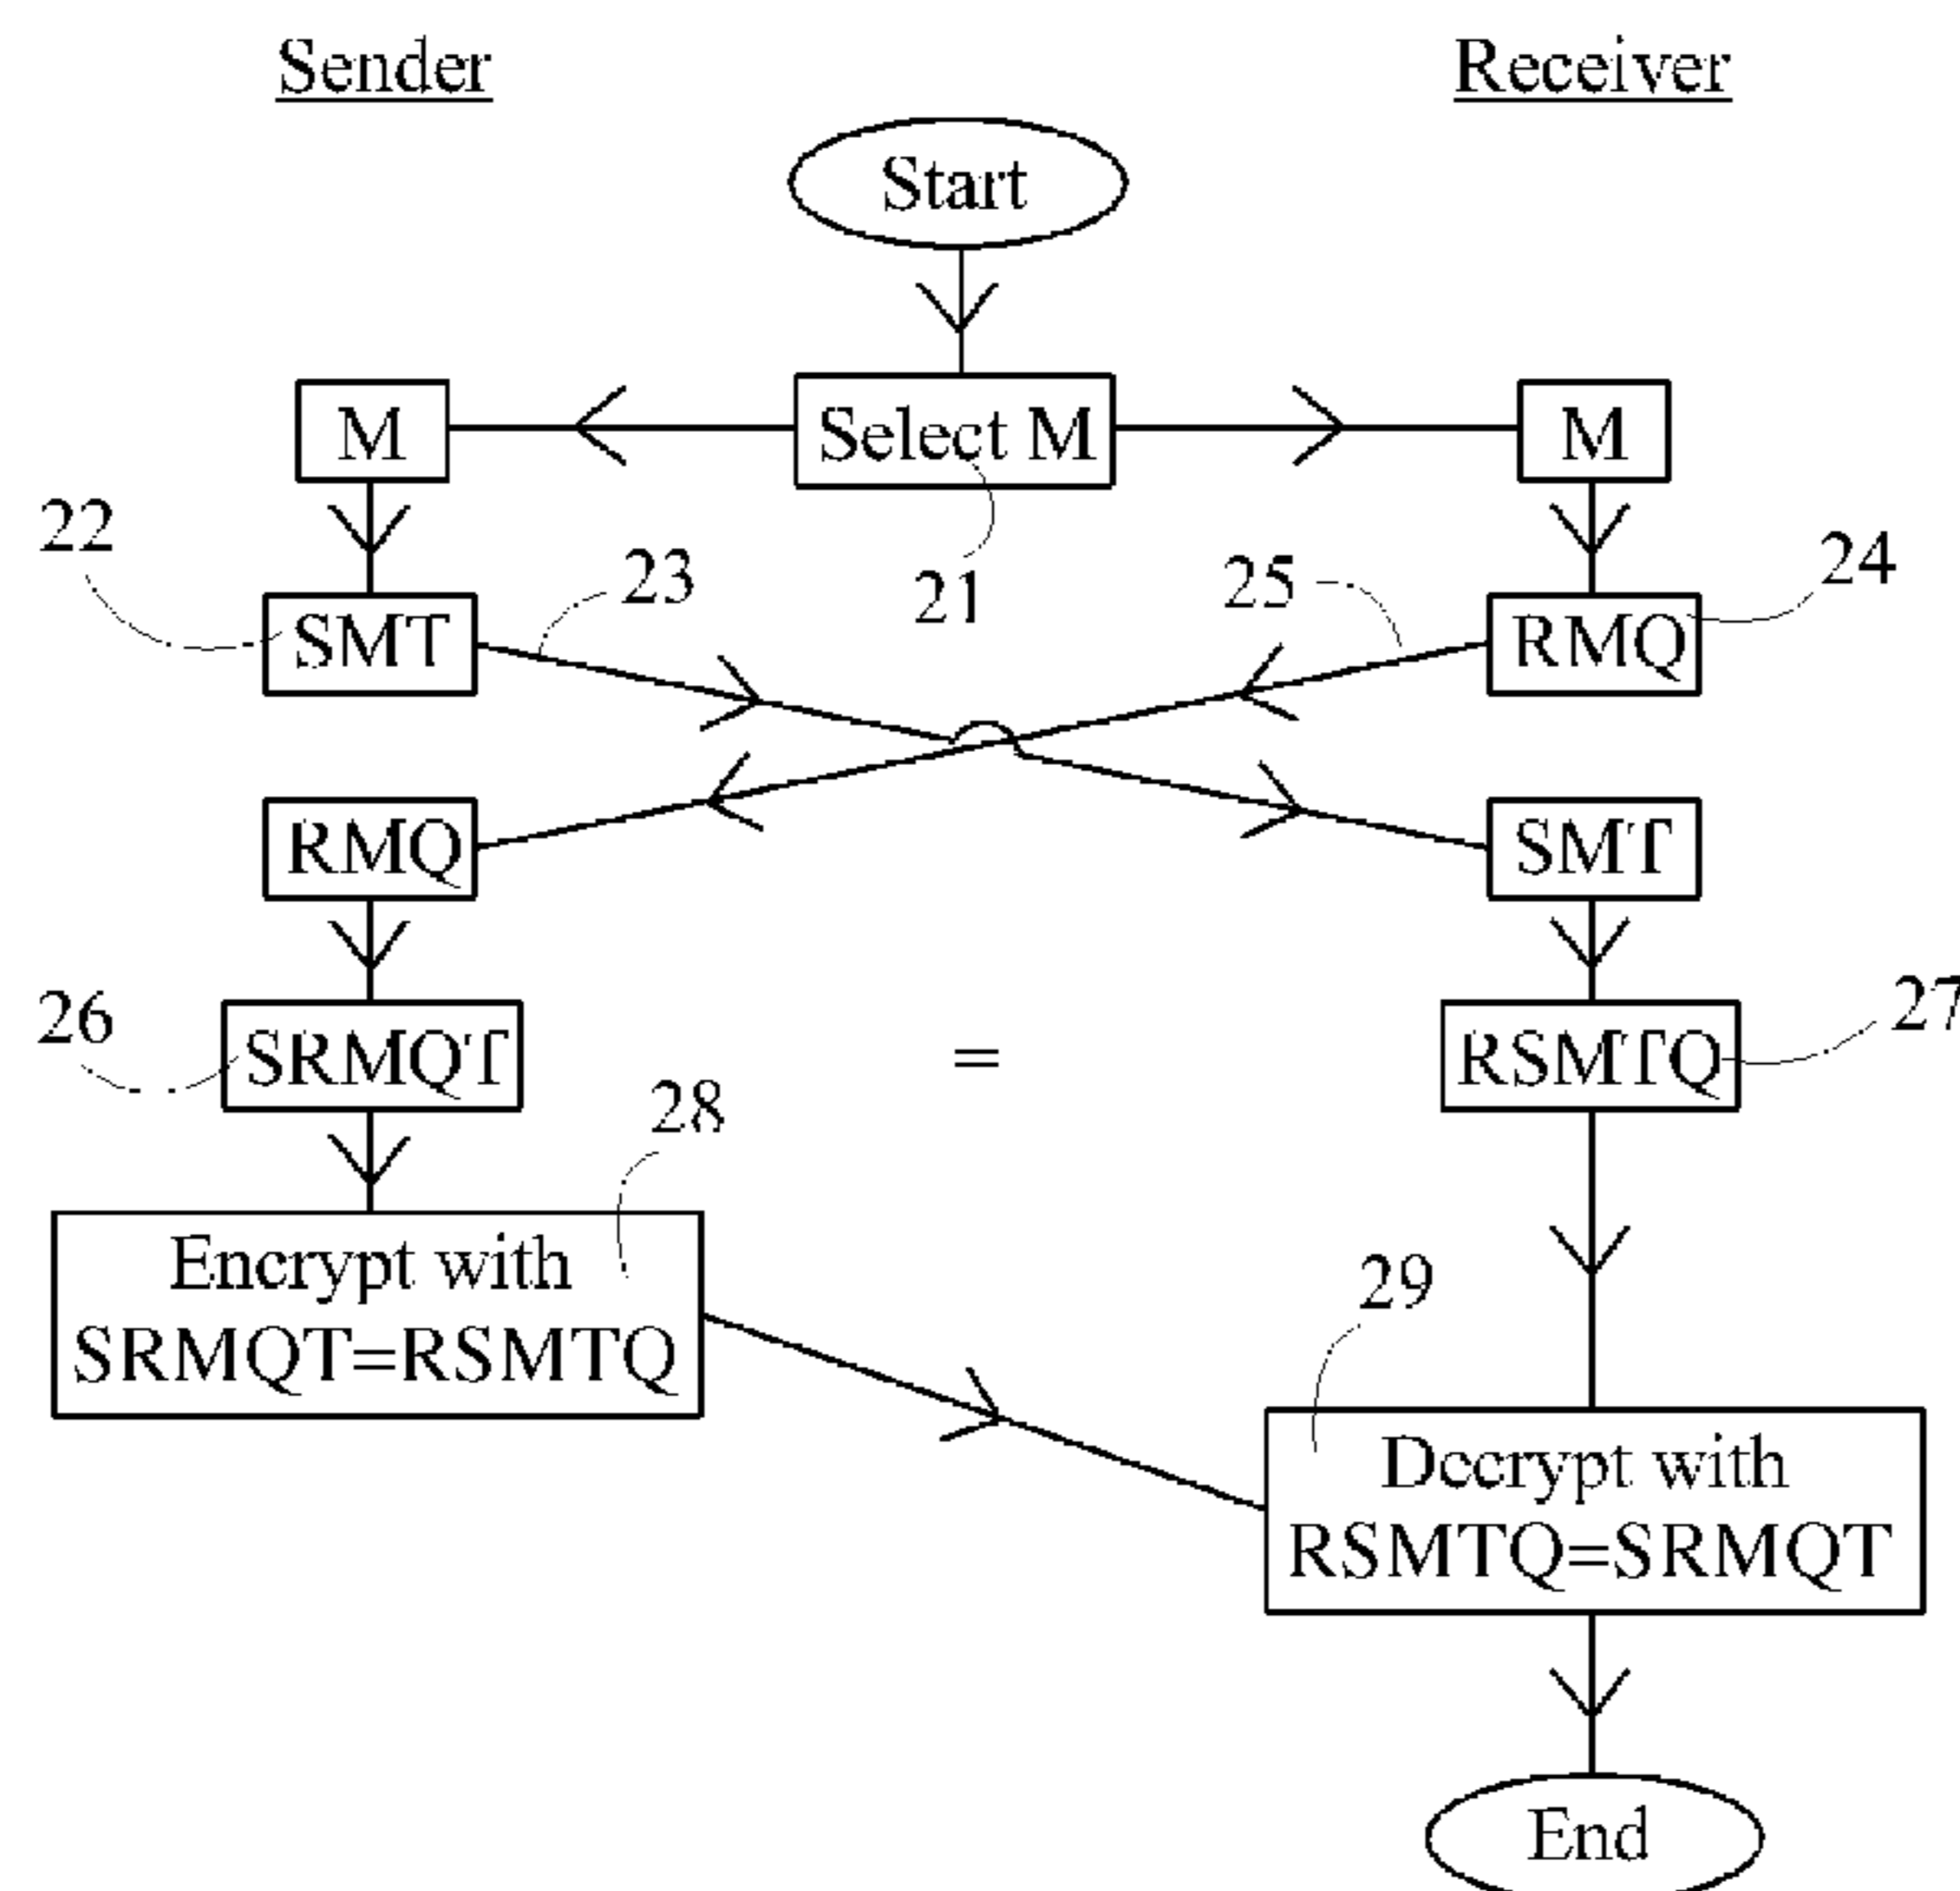 Sender
Receiver
Start
M
Select M
M
22
23
21
25
24
SMT
RMQ
RMQ
SMT
26
SRMQT
=
RSMTQ
27
28
Encrypt with
SRMQT=RSMTQ
29
Decrypt with
RSMTQ=SRMQT
End